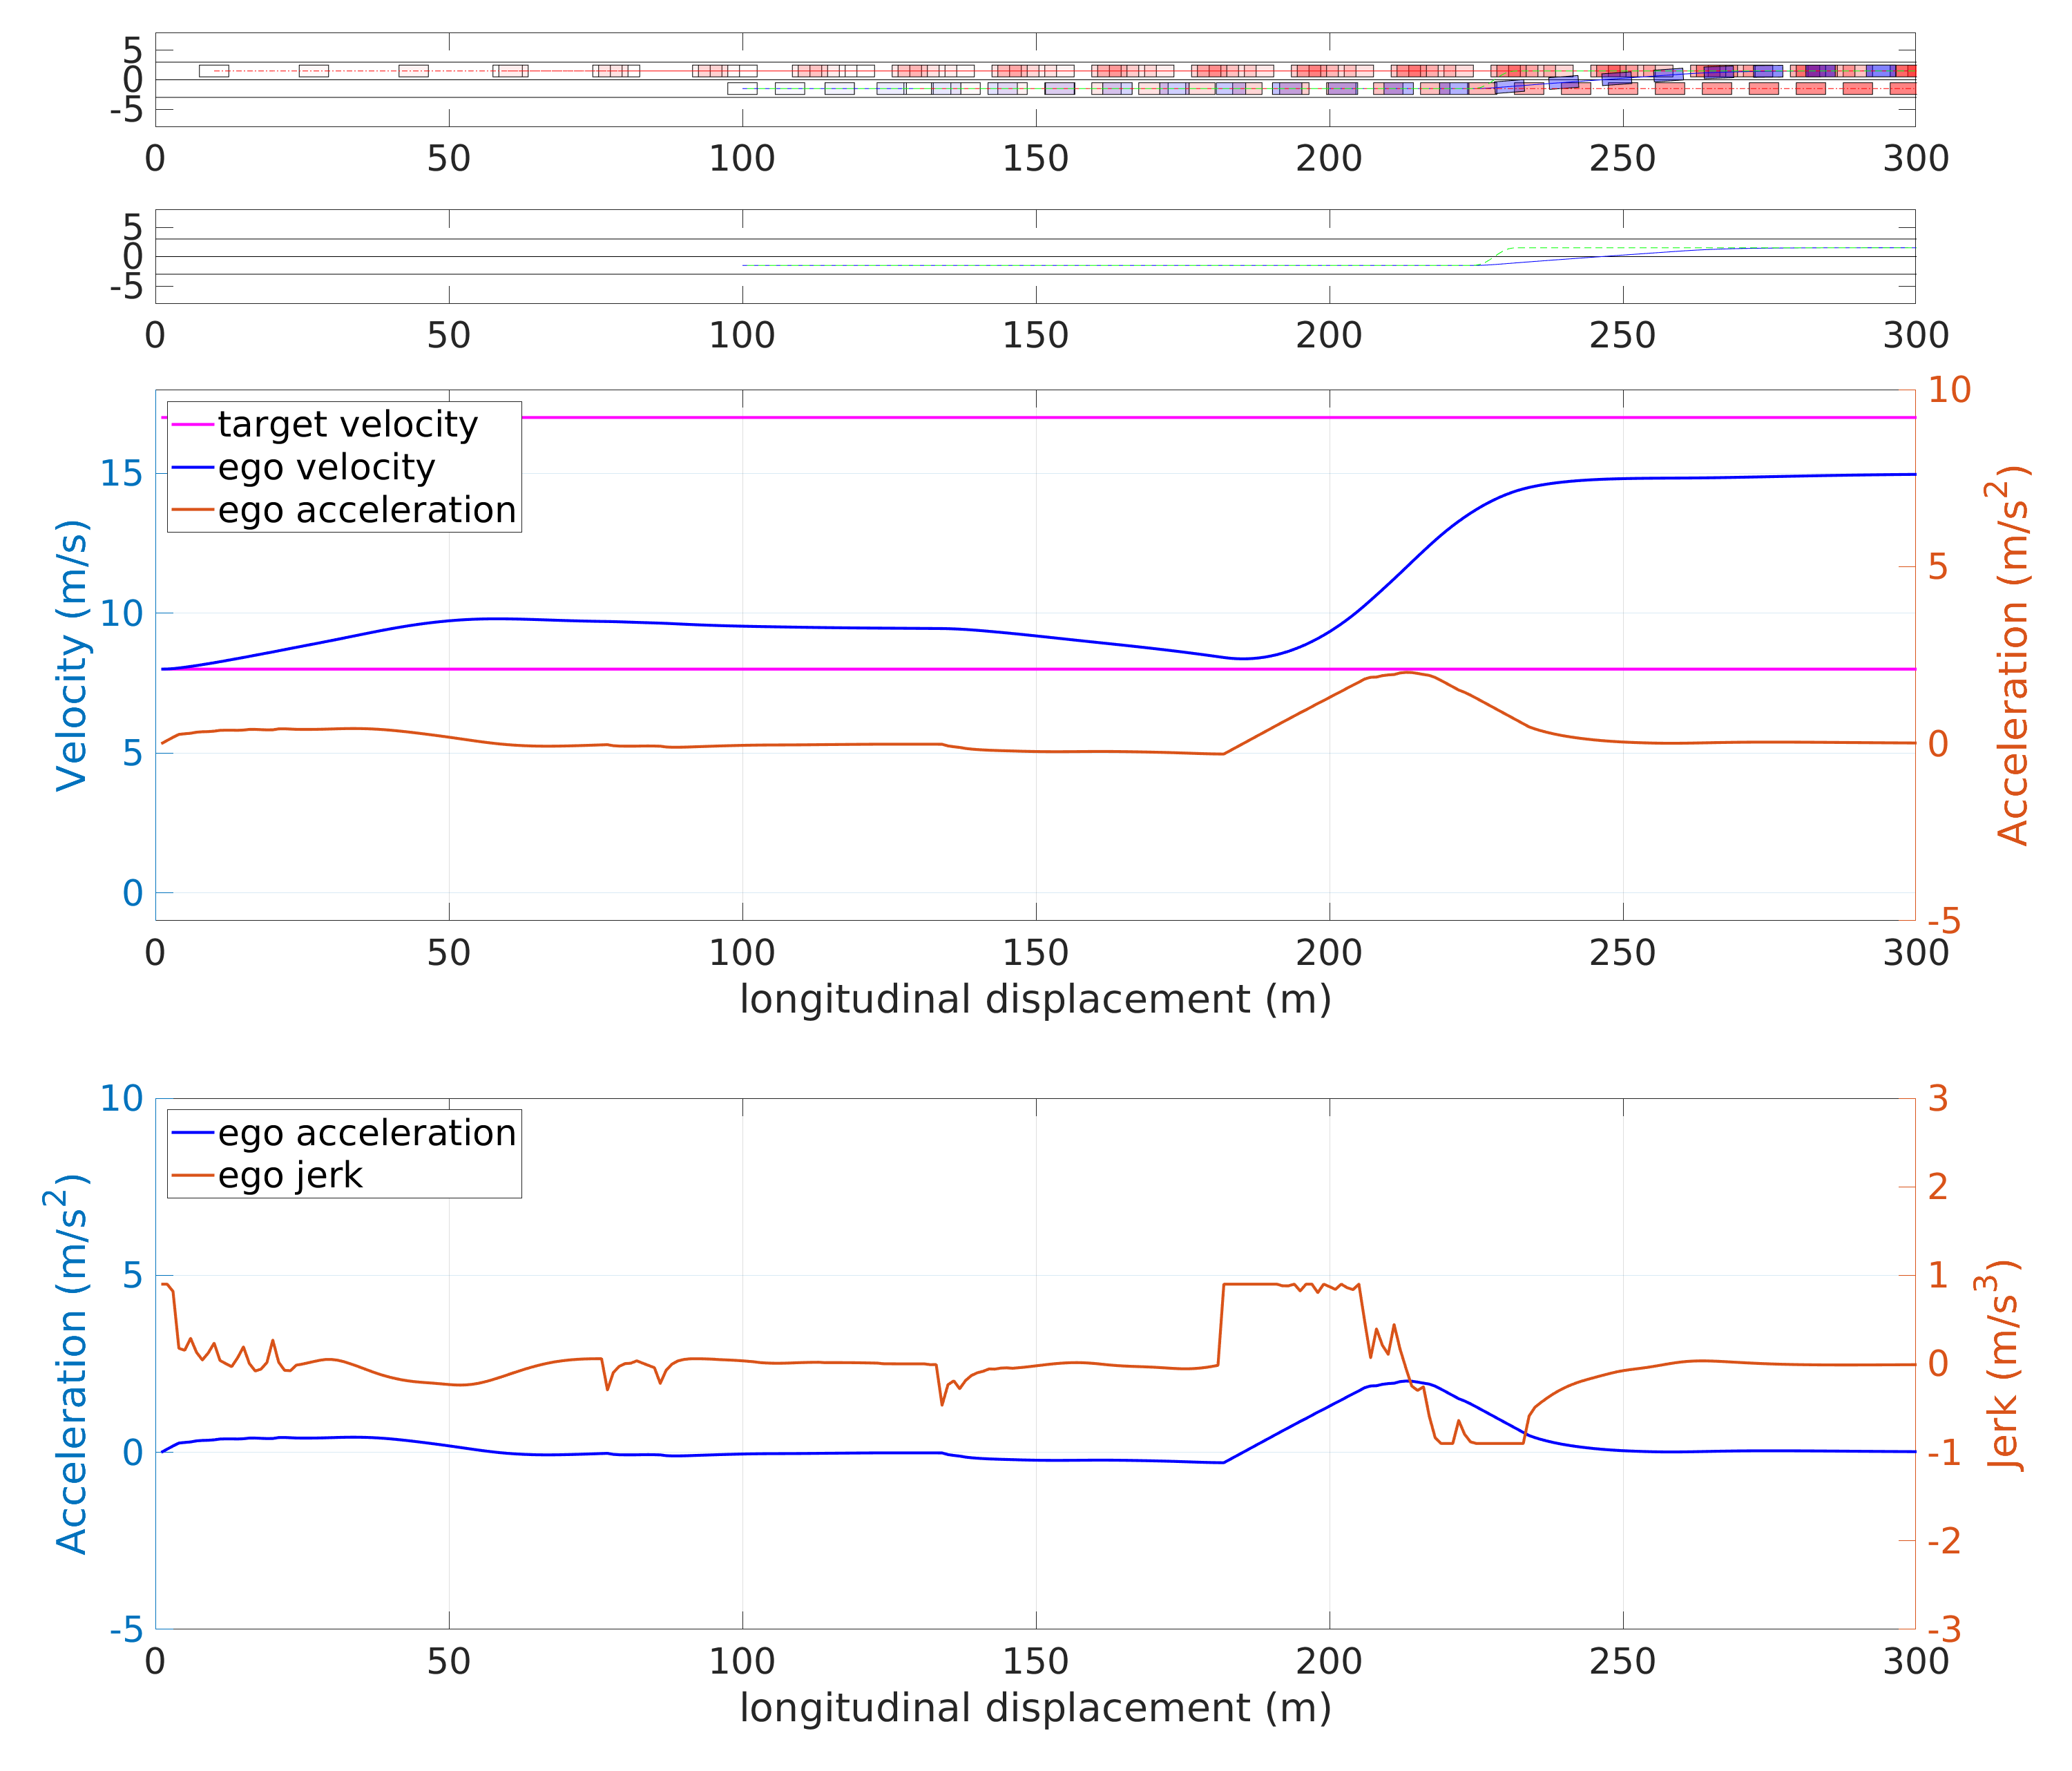 5
0
-5
0 50 100 150 200 250 300
5
0
-5
0 50 100 150 200 250 300
target velocity
ego velocity
ego acceleration
15
10
5
0
Velocity (m/s)
10
5
0
-5
Acceleration (m/s²)
0 50 100 150 200 250 300
longitudinal displacement (m)
ego acceleration
ego jerk
10
5
0
-5
Acceleration (m/s²)
3
2
1
0
-1
-2
-3
Jerk (m/s³)
0 50 100 150 200 250 300
longitudinal displacement (m)